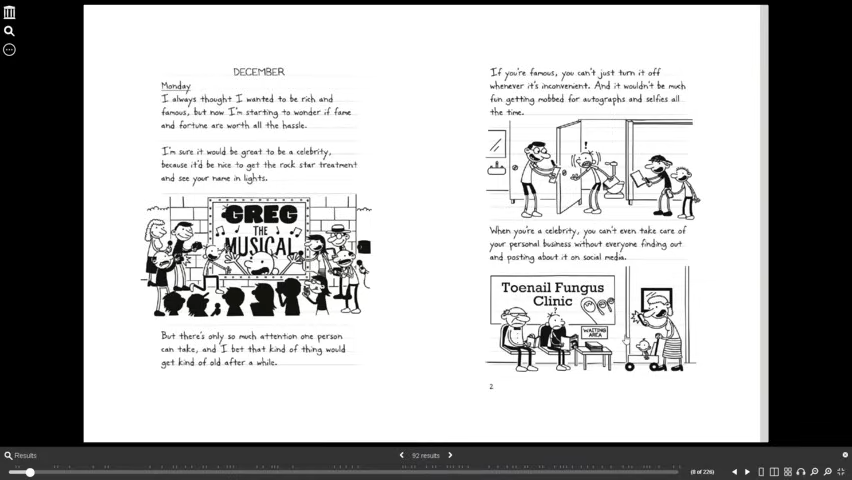 DECEMBER
Monday
I always thought I wanted to be rich and
famous, but now I'm starting to wonder if fame
and fortune are worth all the hassle.
I'm sure it would be great to be a celebrity,
because it'd be nice to get the rock star treatment
and see your name in lights.
GREG
THE
MUSICAL
But there's only so much attention one person
can take, and I bet that kind of thing would
get kind of old after a while.
If you're famous, you can't just turn it off
whenever it's inconvenient. And it wouldn't be much
fun getting mobbed for autographs and selfies all
the time.
!
When you're a celebrity, you can't even take care of
your personal business without everyone finding out
and posting about it on social media.
Toenail Fungus
Clinic
?
WAITING
AREA
2
Results
92 results
(8 of 226)